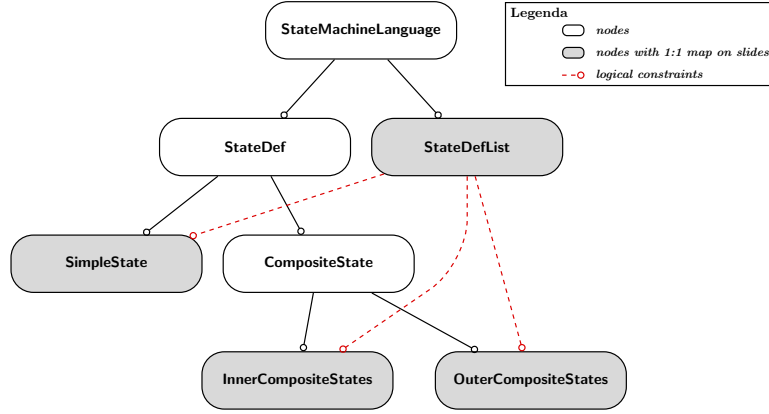 StateMachineLanguage
Legenda
nodes
nodes with 1:1 map on slides
logical constraints
StateDef
StateDefList
SimpleState
CompositeState
InnerCompositeStates
OuterCompositeStates